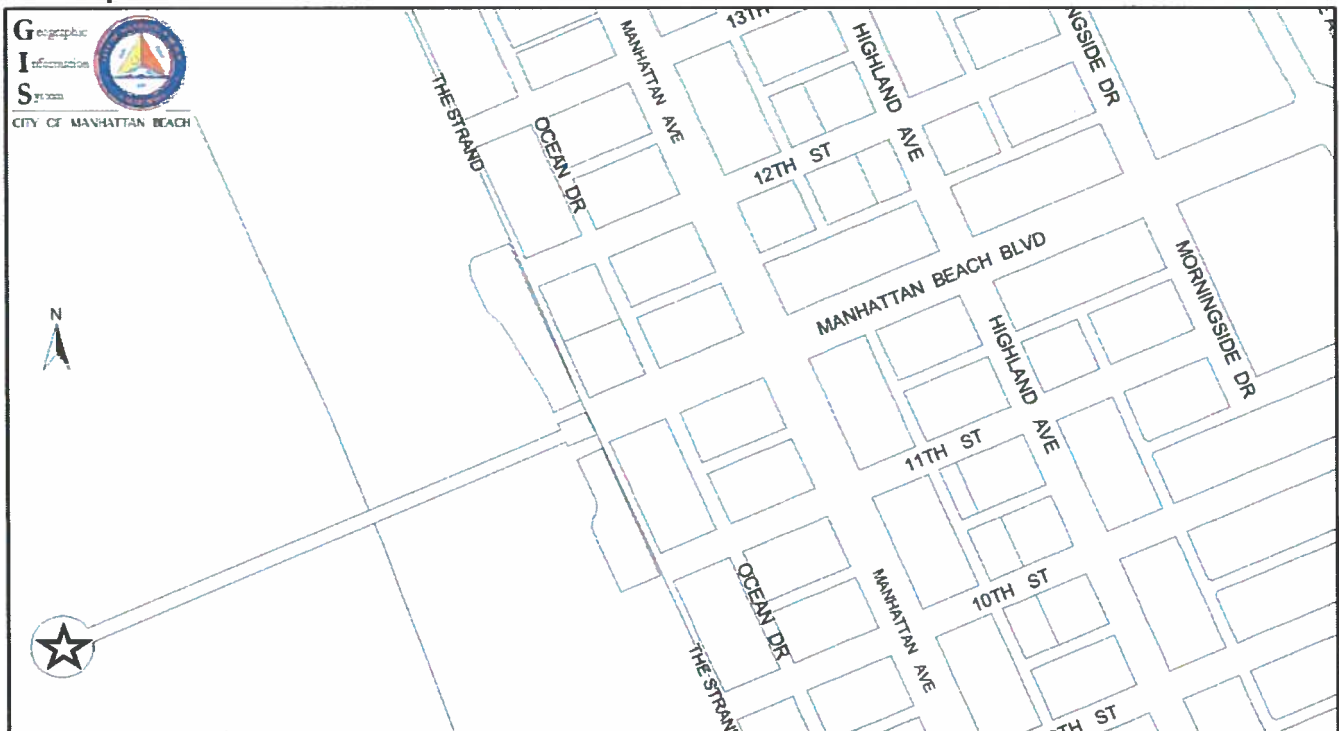 Geographic
Information
System
CITY OF MANHATTAN BEACH
N
THE STRAND
OCEAN DR
MANHATTAN AVE
13TH
HIGHLAND AVE
NGSIDE DR
12TH ST
MANHATTAN BEACH BLVD
MORNINGSIDE DR
HIGHLAND AVE
11TH ST
10TH ST
OCEAN DR
MANHATTAN AVE
THE STRAN
TH ST